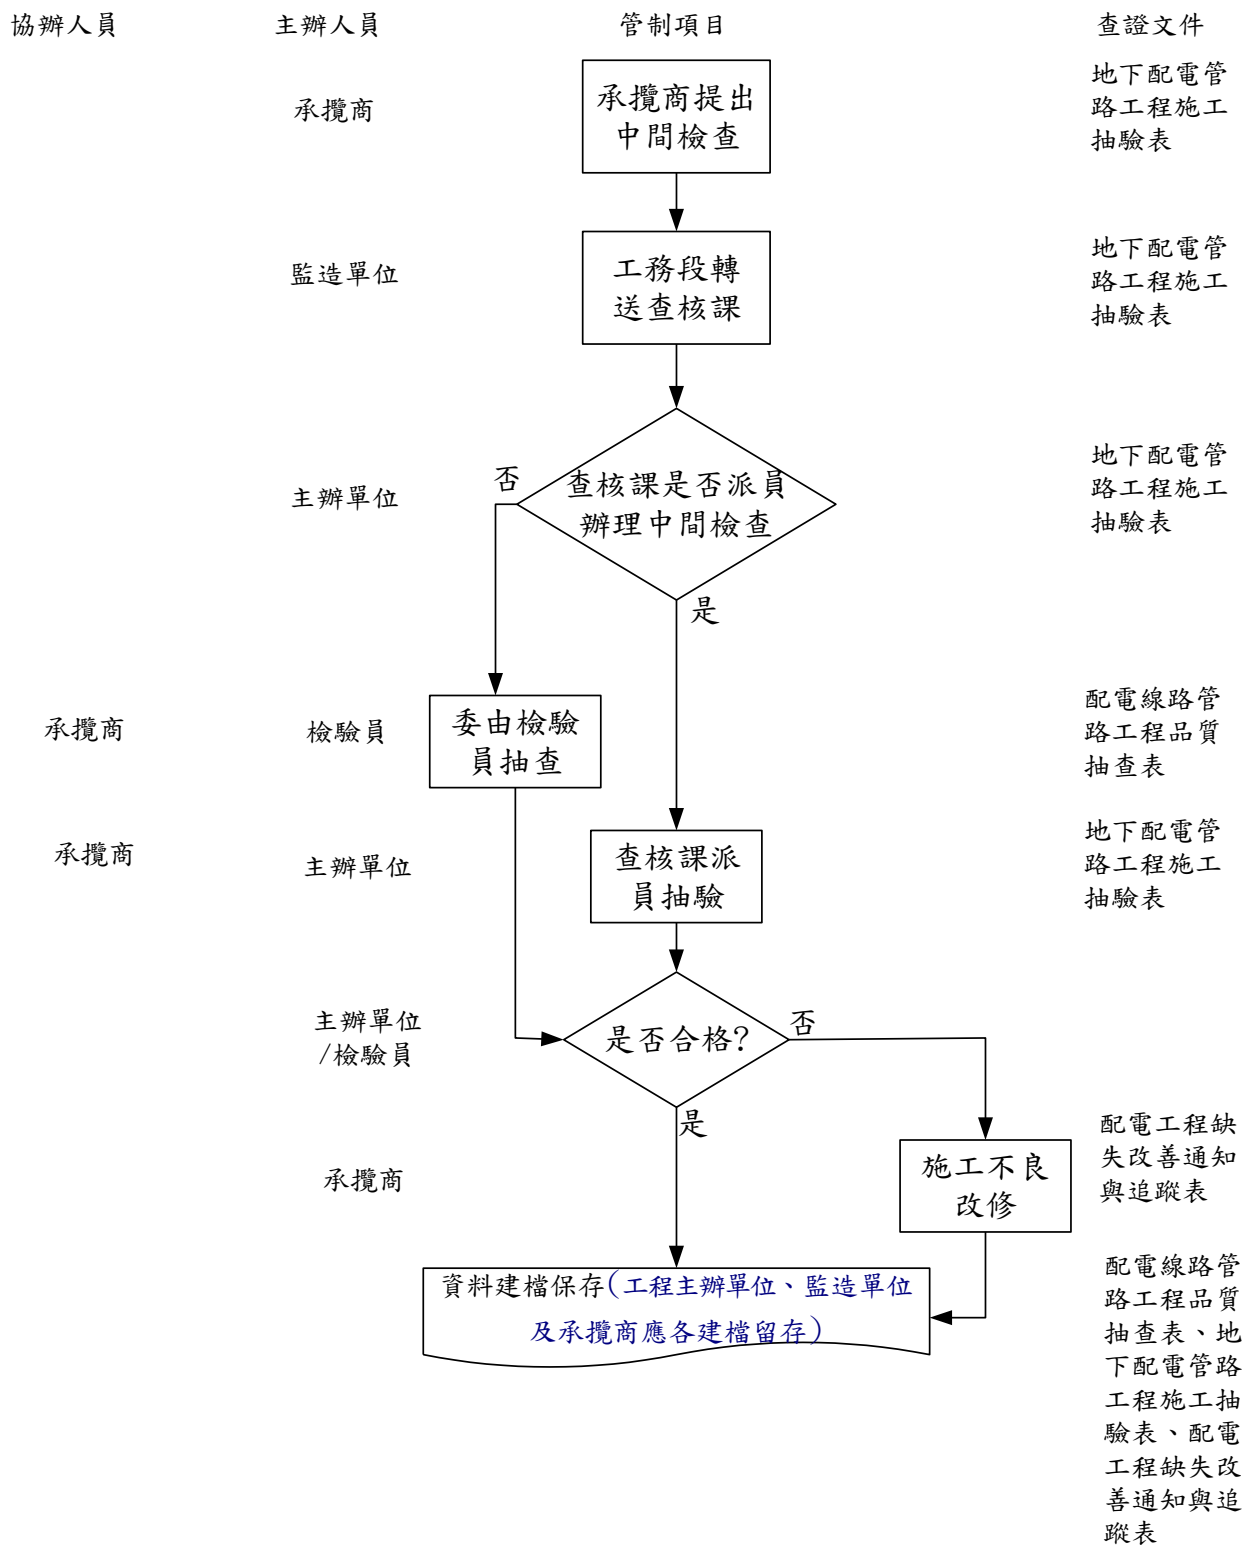 協辦人員
主辦人員
管制項目
查證文件
承攬商
承攬商提出
中間檢查
地下配電管
路工程施工
抽驗表
監造單位
工務段轉
送查核課
地下配電管
路工程施工
抽驗表
主辦單位
否
查核課是否派員
辦理中間檢查
是
地下配電管
路工程施工
抽驗表
承攬商
檢驗員
委由檢驗
員抽查
配電線路管
路工程品質
抽查表
承攬商
主辦單位
查核課派
員抽驗
地下配電管
路工程施工
抽驗表
主辦單位
/檢驗員
是否合格?
否
是
承攬商
施工不良
改修
配電工程缺
失改善通知
與追蹤表
資料建檔保存(工程主辦單位、監造單位
及承攬商應各建檔留存)
配電線路管
路工程品質
抽查表、地
下配電管路
工程施工抽
驗表、配電
工程缺失改
善通知與追
蹤表